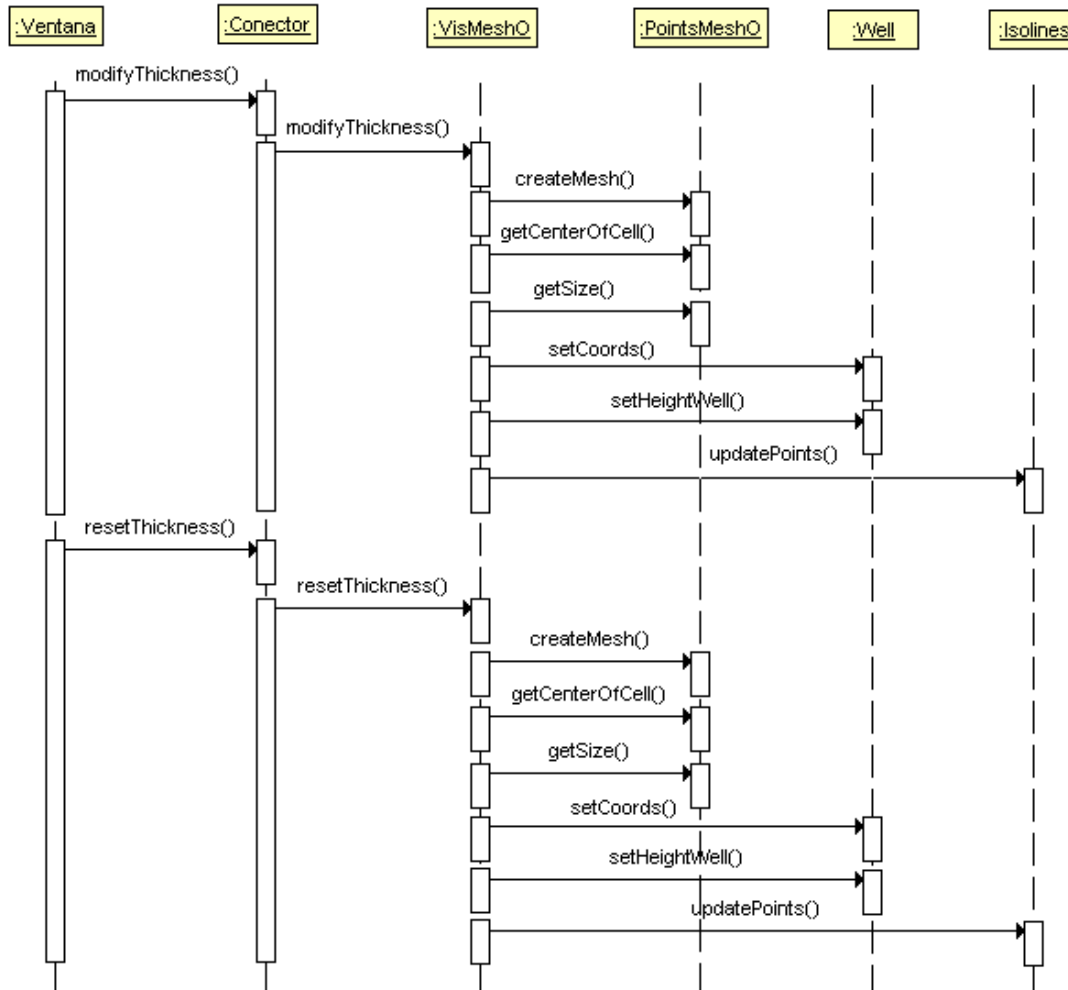 :Ventana
:Conector
:VisMeshO
:PointsMeshO
:Well
:Isolines
modifyThickness()
modifyThickness()
createMesh()
getCenterOfCell()
getSize()
setCoords()
setHeightWell()
updatePoints()
resetThickness()
resetThickness()
createMesh()
getCenterOfCell()
getSize()
setCoords()
setHeightWell()
updatePoints()